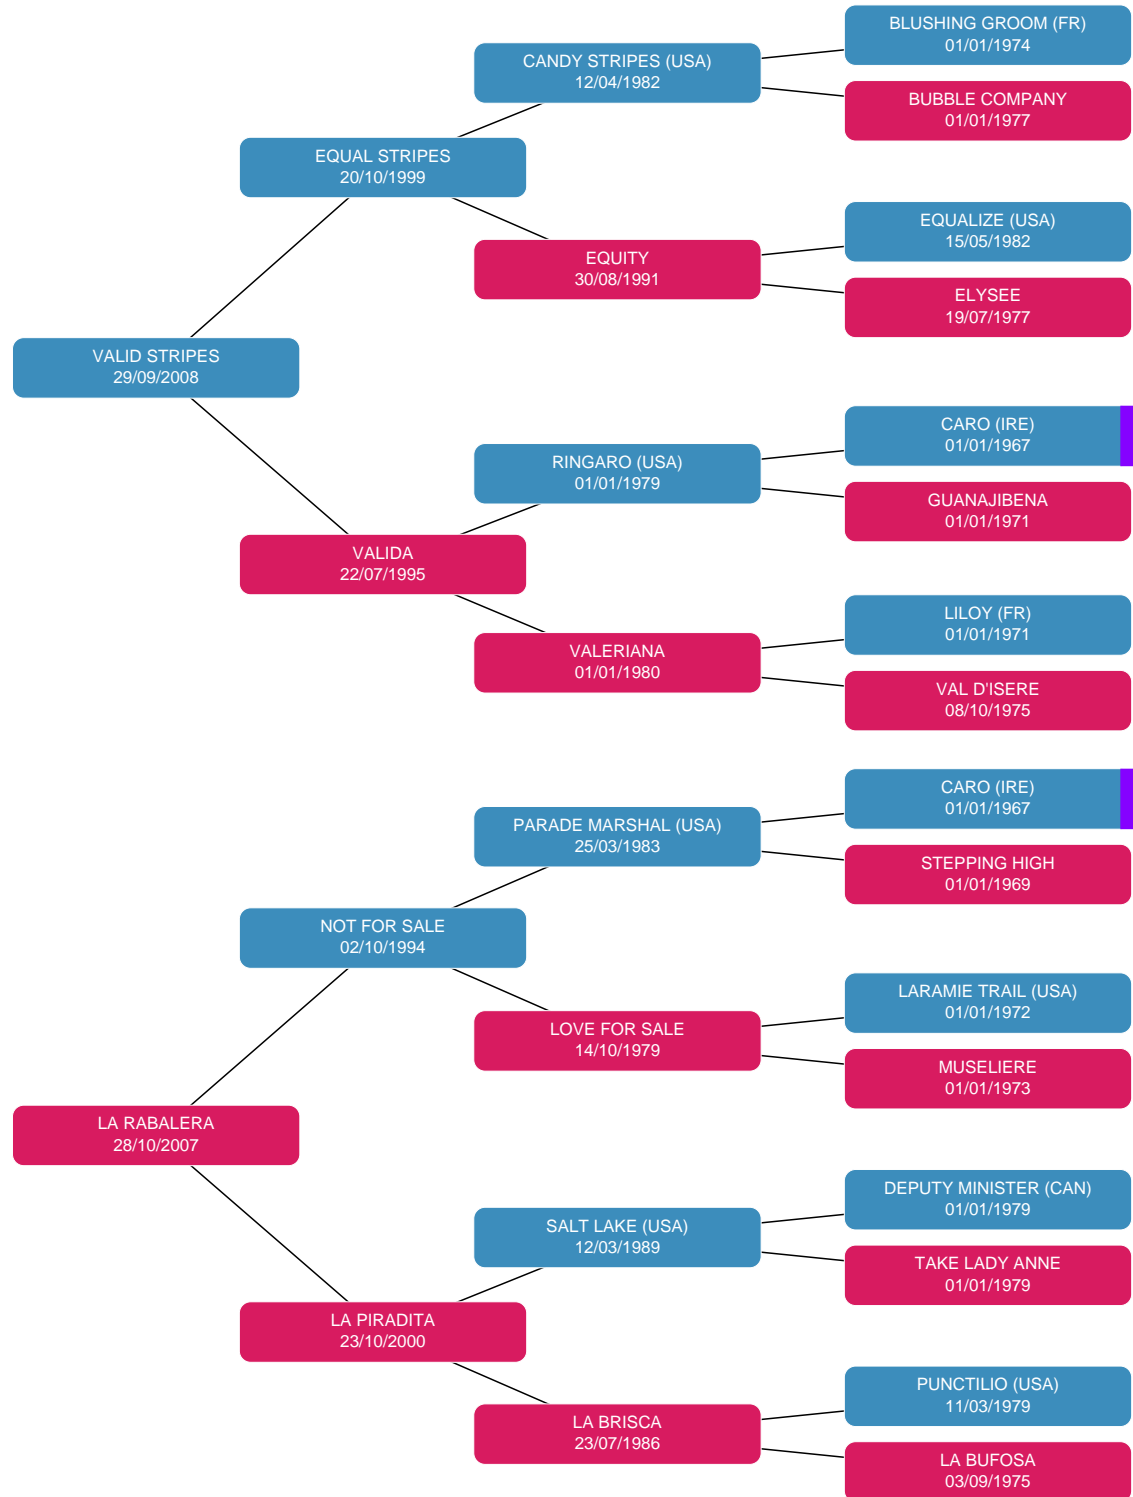 BLUSHING GROOM (FR)
01/01/1974
CANDY STRIPES (USA)
12/04/1982
BUBBLE COMPANY
01/01/1977
EQUAL STRIPES
20/10/1999
EQUALIZE (USA)
15/05/1982
EQUITY
30/08/1991
ELYSEE
19/07/1977
VALID STRIPES
29/09/2008
CARO (IRE)
01/01/1967
RINGARO (USA)
01/01/1979
GUANAJIBENA
01/01/1971
VALIDA
22/07/1995
LILOY (FR)
01/01/1971
VALERIANA
01/01/1980
VAL D'ISERE
08/10/1975
CARO (IRE)
01/01/1967
PARADE MARSHAL (USA)
25/03/1983
STEPPING HIGH
01/01/1969
NOT FOR SALE
02/10/1994
LARAMIE TRAIL (USA)
01/01/1972
LOVE FOR SALE
14/10/1979
MUSELIERE
01/01/1973
LA RABALERA
28/10/2007
DEPUTY MINISTER (CAN)
01/01/1979
SALT LAKE (USA)
12/03/1989
TAKE LADY ANNE
01/01/1979
LA PIRADITA
23/10/2000
PUNCTILIO (USA)
11/03/1979
LA BRISCA
23/07/1986
LA BUFOSA
03/09/1975